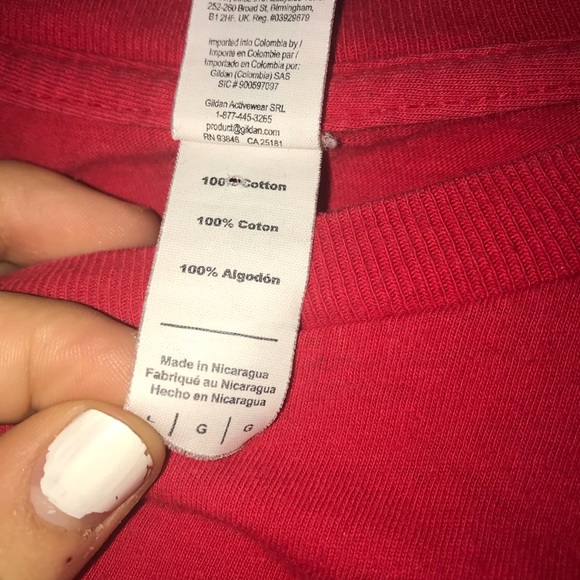 252-260 Broad St, Birmingham,
B1 2HF. UK. Reg. #03929879
Imported into Colombia by /
Importé en Colombie par /
Importado en Colombia por:
Gildan (Colombia) SAS
SIC # 900597097
Gildan Activewear SRL
1-877-445-3265
product@gildan.com
RN 93846 CA 25181
100% Cotton
100% Coton
100% Algodón
Made in Nicaragua
Fabriqué au Nicaragua
Hecho en Nicaragua
L | G | G